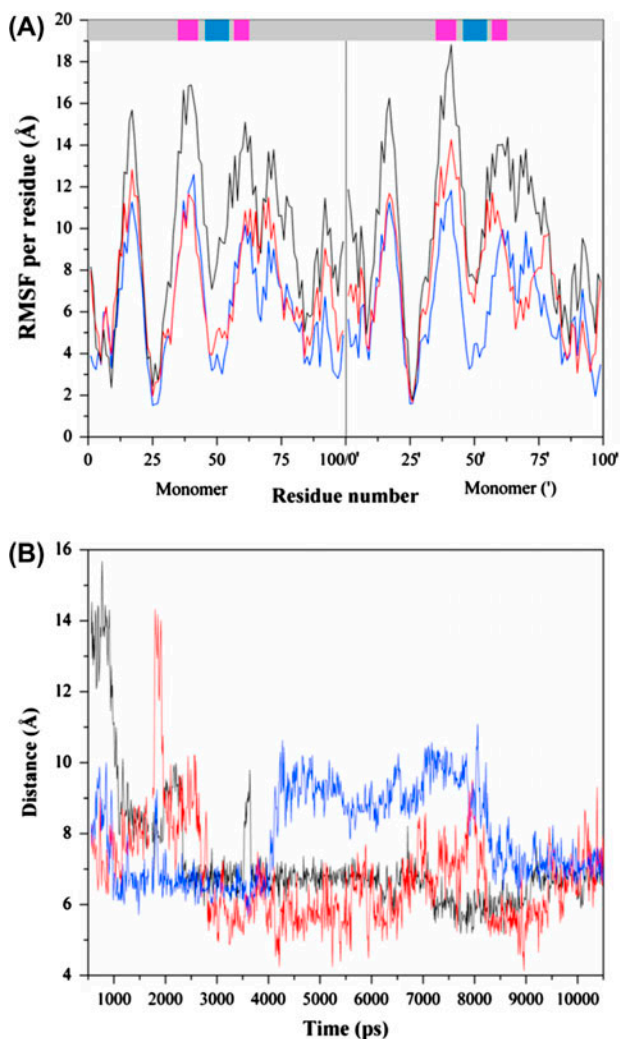 (A)
20
18
16
14
12
10
8
6
4
2
0
RMSF per residue (Å)
0 25 50 75 100/0' 25' 50' 75' 100'
Monomer Residue number Monomer (')
(B)
16
14
12
10
8
6
4
Distance (Å)
1000 2000 3000 4000 5000 6000 7000 8000 9000 10000
Time (ps)